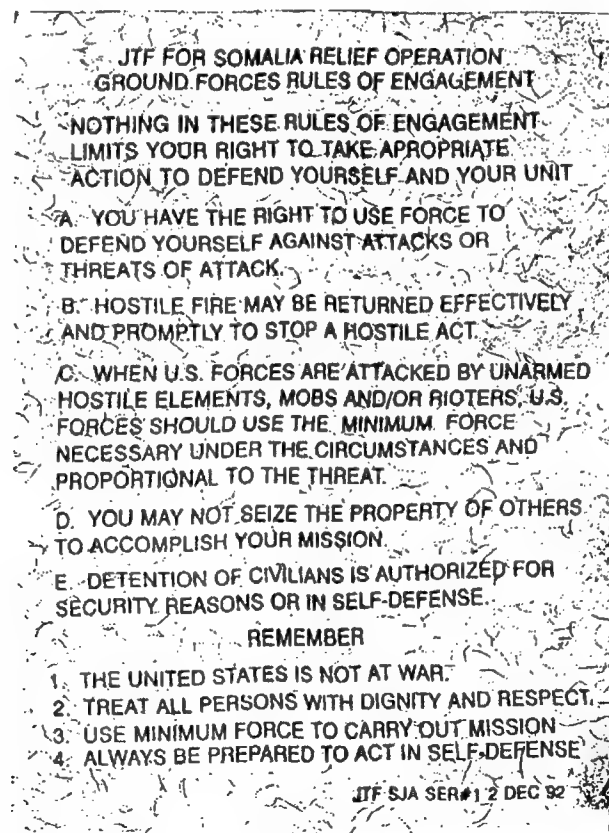 JTF FOR SOMALIA RELIEF OPERATION
GROUND FORCES RULES OF ENGAGEMENT
NOTHING IN THESE RULES OF ENGAGEMENT
LIMITS YOUR RIGHT TO TAKE APROPRIATE
ACTION TO DEFEND YOURSELF AND YOUR UNIT
A. YOU HAVE THE RIGHT TO USE FORCE TO
DEFEND YOURSELF AGAINST ATTACKS OR
THREATS OF ATTACK.
B. HOSTILE FIRE MAY BE RETURNED EFFECTIVELY
AND PROMPTLY TO STOP A HOSTILE ACT.
C. WHEN U.S. FORCES ARE ATTACKED BY UNARMED
HOSTILE ELEMENTS, MOBS AND/OR RIOTERS, U.S.
FORCES SHOULD USE THE MINIMUM FORCE
NECESSARY UNDER THE CIRCUMSTANCES AND
PROPORTIONAL TO THE THREAT.
D. YOU MAY NOT SEIZE THE PROPERTY OF OTHERS
TO ACCOMPLISH YOUR MISSION.
E. DETENTION OF CIVILIANS IS AUTHORIZED FOR
SECURITY REASONS OR IN SELF-DEFENSE.
REMEMBER
1. THE UNITED STATES IS NOT AT WAR.
2. TREAT ALL PERSONS WITH DIGNITY AND RESPECT.
3. USE MINIMUM FORCE TO CARRY OUT MISSION
4. ALWAYS BE PREPARED TO ACT IN SELF-DEFENSE
JTF SJA SER#1 2 DEC 92